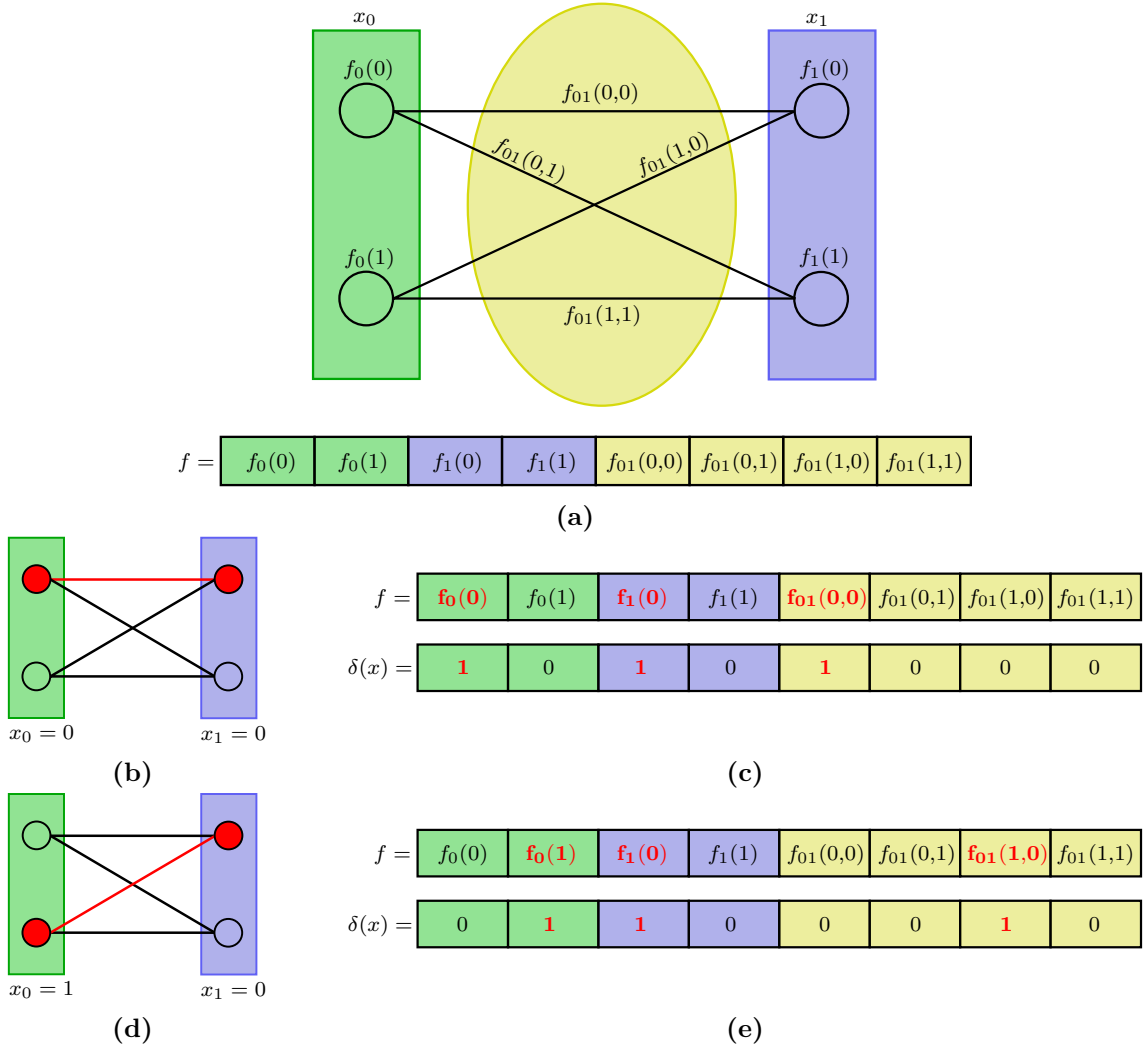 x₀ x₁
f₀(0) f₁(0)
f₀₁(0,0)
f₀₁(0,1) f₀₁(1,0)
f₀(1) f₁(1)
f₀₁(1,1)
f = f₀(0) f₀(1) f₁(0) f₁(1) f₀₁(0,0) f₀₁(0,1) f₀₁(1,0) f₀₁(1,1)
(a)
x₀ = 0 x₁ = 0
(b)
f = f₀(0) f₀(1) f₁(0) f₁(1) f₀₁(0,0) f₀₁(0,1) f₀₁(1,0) f₀₁(1,1)
δ(x) = 1 0 1 0 1 0 0 0
(c)
x₀ = 1 x₁ = 0
(d)
f = f₀(0) f₀(1) f₁(0) f₁(1) f₀₁(0,0) f₀₁(0,1) f₀₁(1,0) f₀₁(1,1)
δ(x) = 0 1 1 0 0 0 1 0
(e)